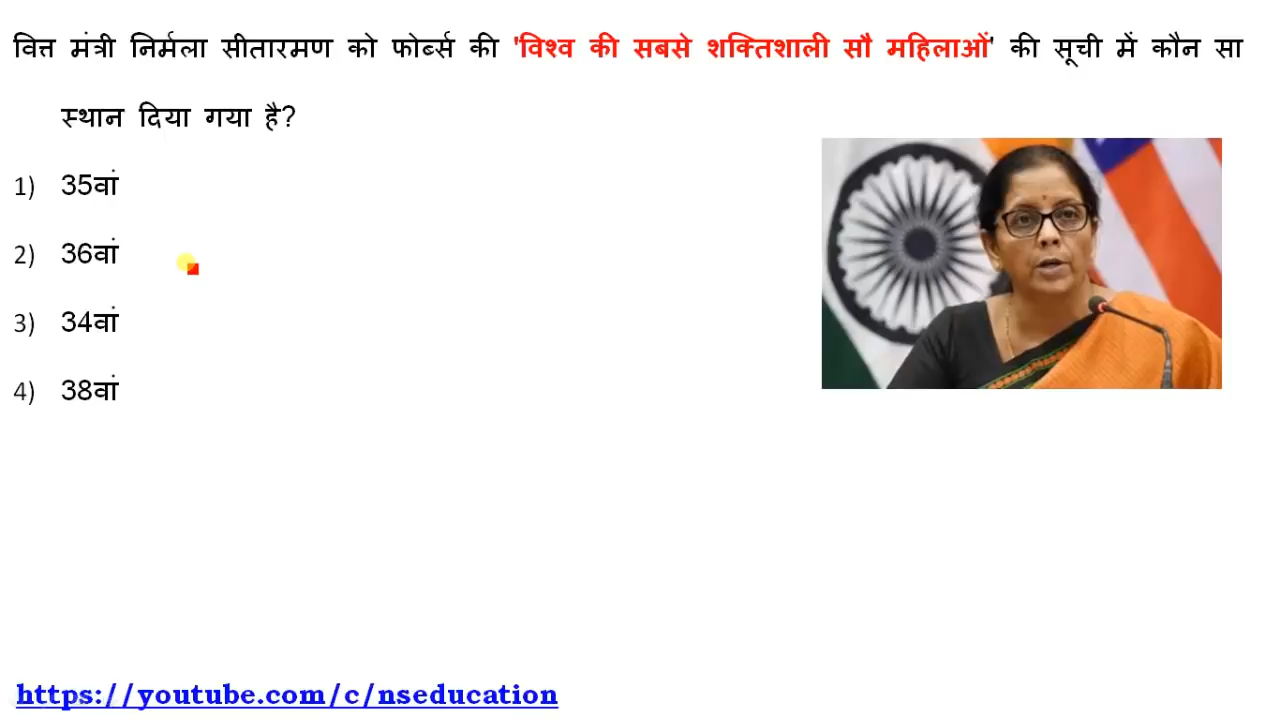 वित्त मंत्री निर्मला सीतारमण को फोर्ब्स की 'विश्व की सबसे शक्तिशाली सौ महिलाओं' की सूची में कौन सा
स्थान दिया गया है?
1) 35वां
2) 36वां
3) 34वां
4) 38वां
https://youtube.com/c/nseducation